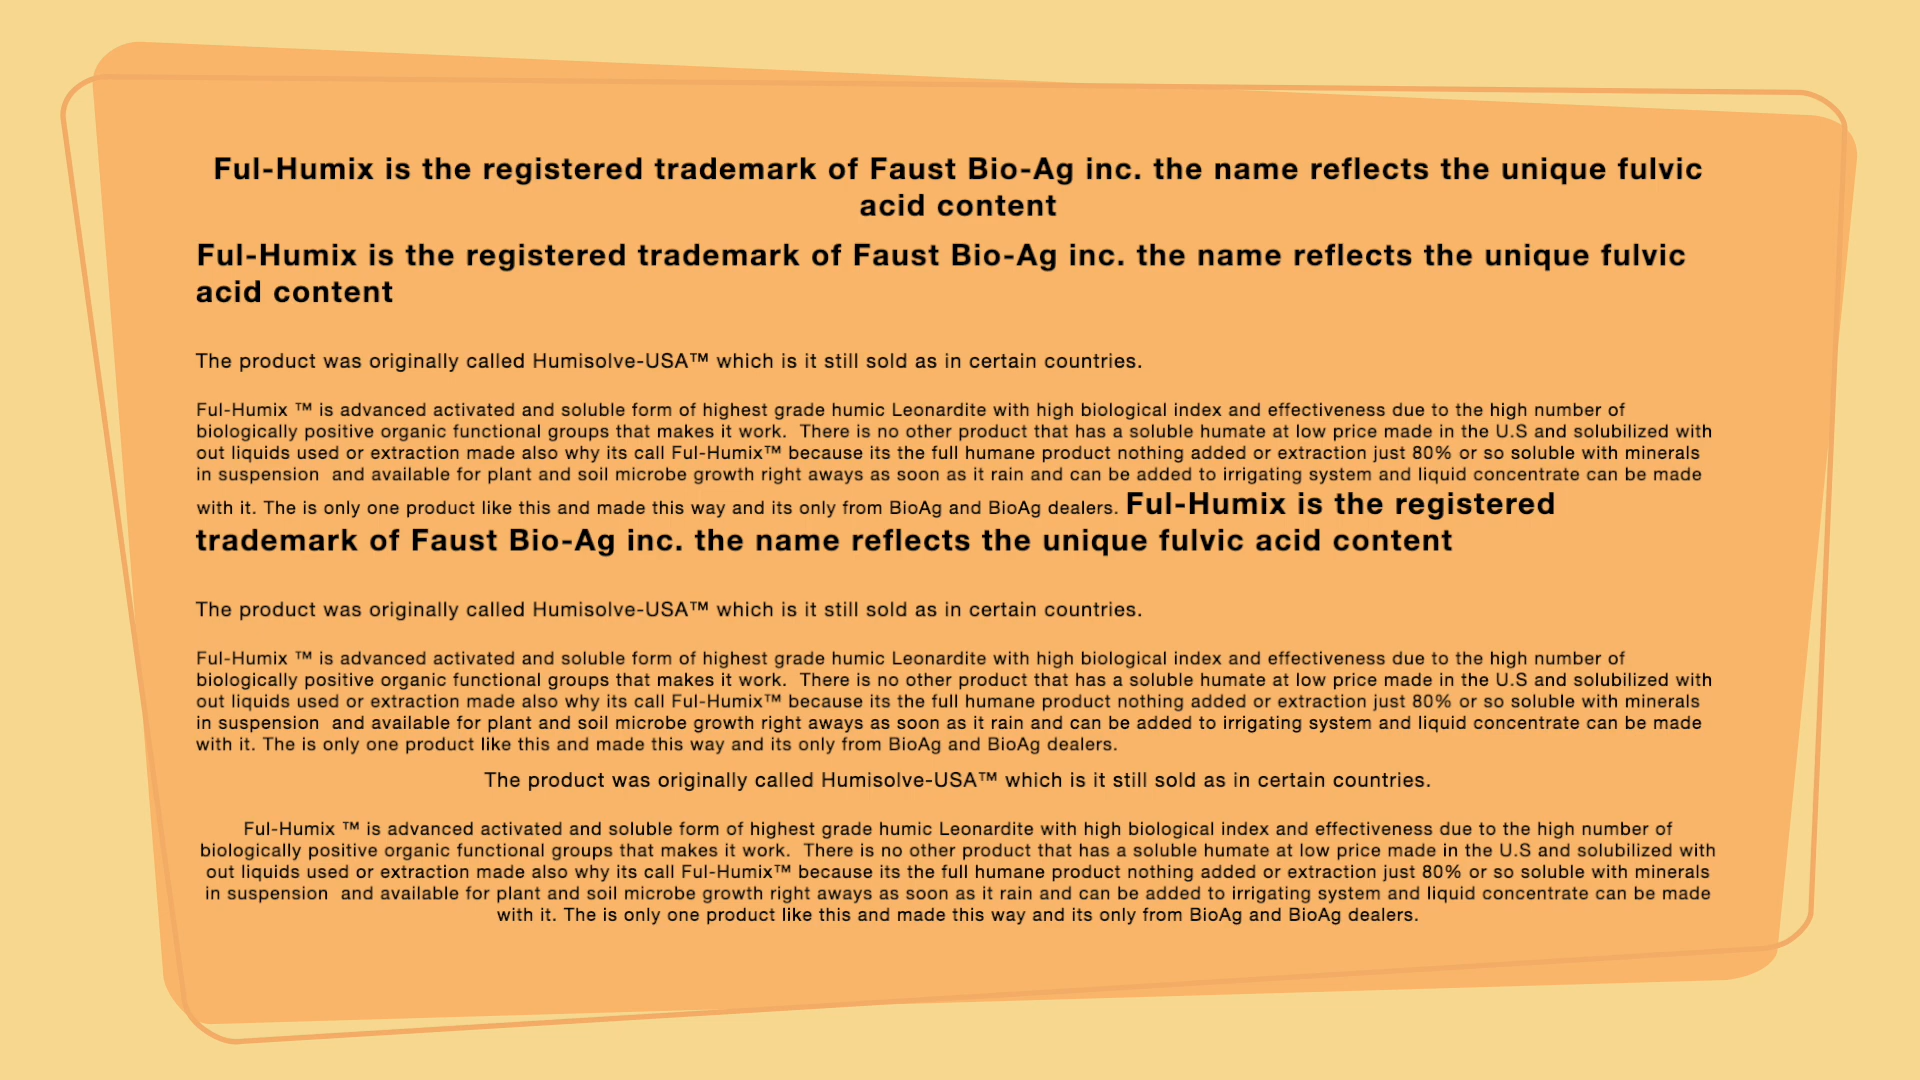 Ful-Humix is the registered trademark of Faust Bio-Ag inc. the name reflects the unique fulvic
acid content
Ful-Humix is the registered trademark of Faust Bio-Ag inc. the name reflects the unique fulvic
acid content
The product was originally called Humisolve-USA™ which is it still sold as in certain countries.
Ful-Humix ™ is advanced activated and soluble form of highest grade humic Leonardite with high biological index and effectiveness due to the high number of
biologically positive organic functional groups that makes it work.  There is no other product that has a soluble humate at low price made in the U.S and solubilized with
out liquids used or extraction made also why its call Ful-Humix™ because its the full humane product nothing added or extraction just 80% or so soluble with minerals
in suspension  and available for plant and soil microbe growth right aways as soon as it rain and can be added to irrigating system and liquid concentrate can be made
with it. The is only one product like this and made this way and its only from BioAg and BioAg dealers. Ful-Humix is the registered
trademark of Faust Bio-Ag inc. the name reflects the unique fulvic acid content
The product was originally called Humisolve-USA™ which is it still sold as in certain countries.
Ful-Humix ™ is advanced activated and soluble form of highest grade humic Leonardite with high biological index and effectiveness due to the high number of
biologically positive organic functional groups that makes it work.  There is no other product that has a soluble humate at low price made in the U.S and solubilized with
out liquids used or extraction made also why its call Ful-Humix™ because its the full humane product nothing added or extraction just 80% or so soluble with minerals
in suspension  and available for plant and soil microbe growth right aways as soon as it rain and can be added to irrigating system and liquid concentrate can be made
with it. The is only one product like this and made this way and its only from BioAg and BioAg dealers.
The product was originally called Humisolve-USA™ which is it still sold as in certain countries.
Ful-Humix ™ is advanced activated and soluble form of highest grade humic Leonardite with high biological index and effectiveness due to the high number of
biologically positive organic functional groups that makes it work.  There is no other product that has a soluble humate at low price made in the U.S and solubilized with
out liquids used or extraction made also why its call Ful-Humix™ because its the full humane product nothing added or extraction just 80% or so soluble with minerals
in suspension  and available for plant and soil microbe growth right aways as soon as it rain and can be added to irrigating system and liquid concentrate can be made
with it. The is only one product like this and made this way and its only from BioAg and BioAg dealers.